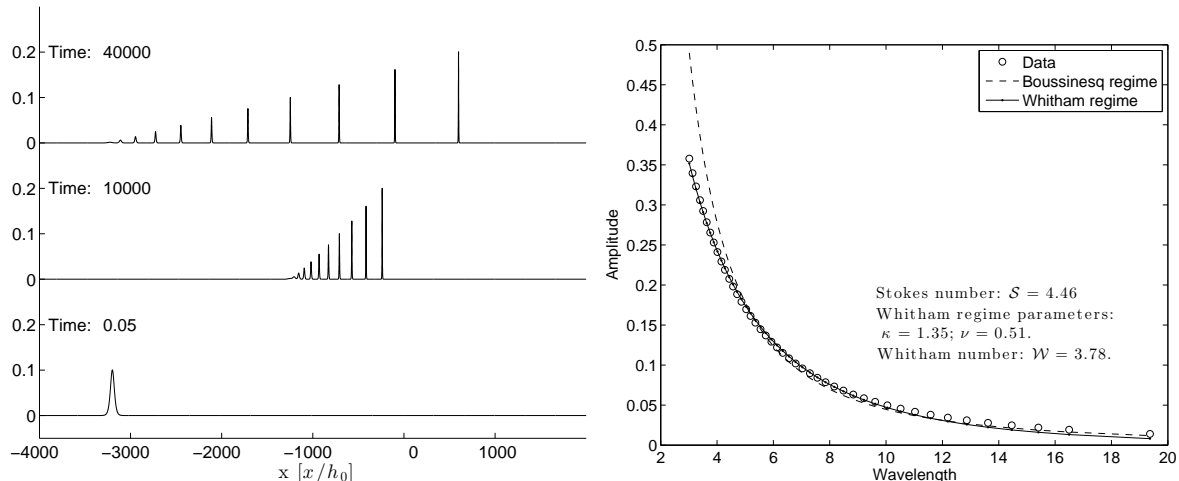 Time: 40000
0.2
0.1
0
Time: 10000
0.2
0.1
0
Time: 0.05
0.2
0.1
0
-4000 -3000 -2000 -1000 0 1000
x [x/h0]
0.5
0.45
0.4
0.35
0.3
0.25
0.2
0.15
0.1
0.05
0
Amplitude
Data
Boussinesq regime
Whitham regime
Stokes number: S = 4.46
Whitham regime parameters:
κ = 1.35; ν = 0.51.
Whitham number: W = 3.78.
2 4 6 8 10 12 14 16 18 20
Wavelength